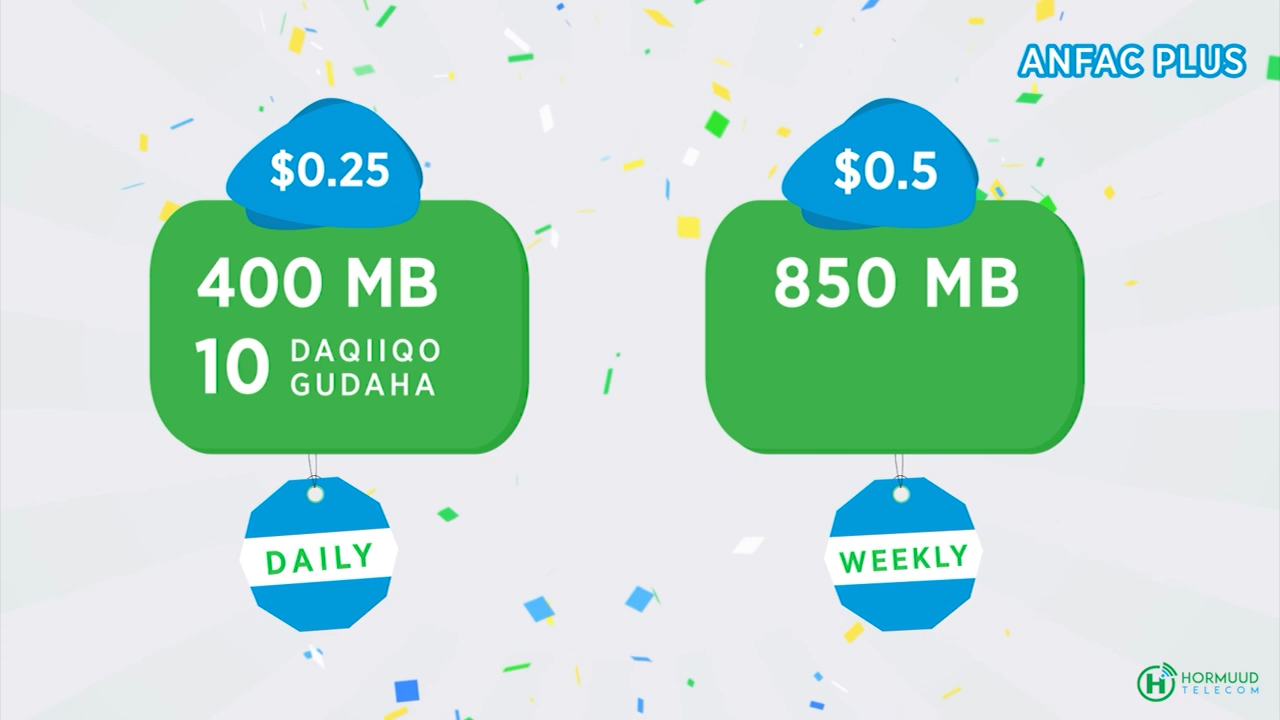 ANFAC PLUS
$0.25
400 MB
10 DAQIIQO
GUDAHA
DAILY
$0.5
850 MB
WEEKLY
HORMUUD
TELECOM